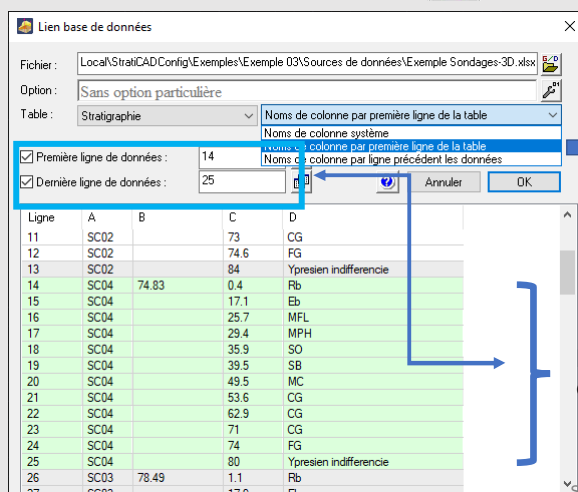 Lien base de données
Fichier : Local\StratiCADConfig\Exemples\Exemple 03\Sources de données\Exemple Sondages-3D.xlsx G/D
Option : Sans option particulière
Table : Stratigraphie Noms de colonne par première ligne de la table
Noms de colonne système
Noms de colonne par première ligne de la table
Noms de colonne par ligne précédent les données
Première ligne de données : 14
Dernière ligne de données : 25
Annuler OK
Ligne A B C D
11 SC02 73 CG
12 SC02 74.6 FG
13 SC02 84 Ypresien indifferencie
14 SC04 74.83 0.4 Rb
15 SC04 17.1 Eb
16 SC04 25.7 MFL
17 SC04 29.4 MPH
18 SC04 35.9 SO
19 SC04 39.5 SB
20 SC04 49.5 MC
21 SC04 53.6 CG
22 SC04 62.9 CG
23 SC04 71 CG
24 SC04 74 FG
25 SC04 80 Ypresien indifferencie
26 SC03 78.49 1.1 Rb